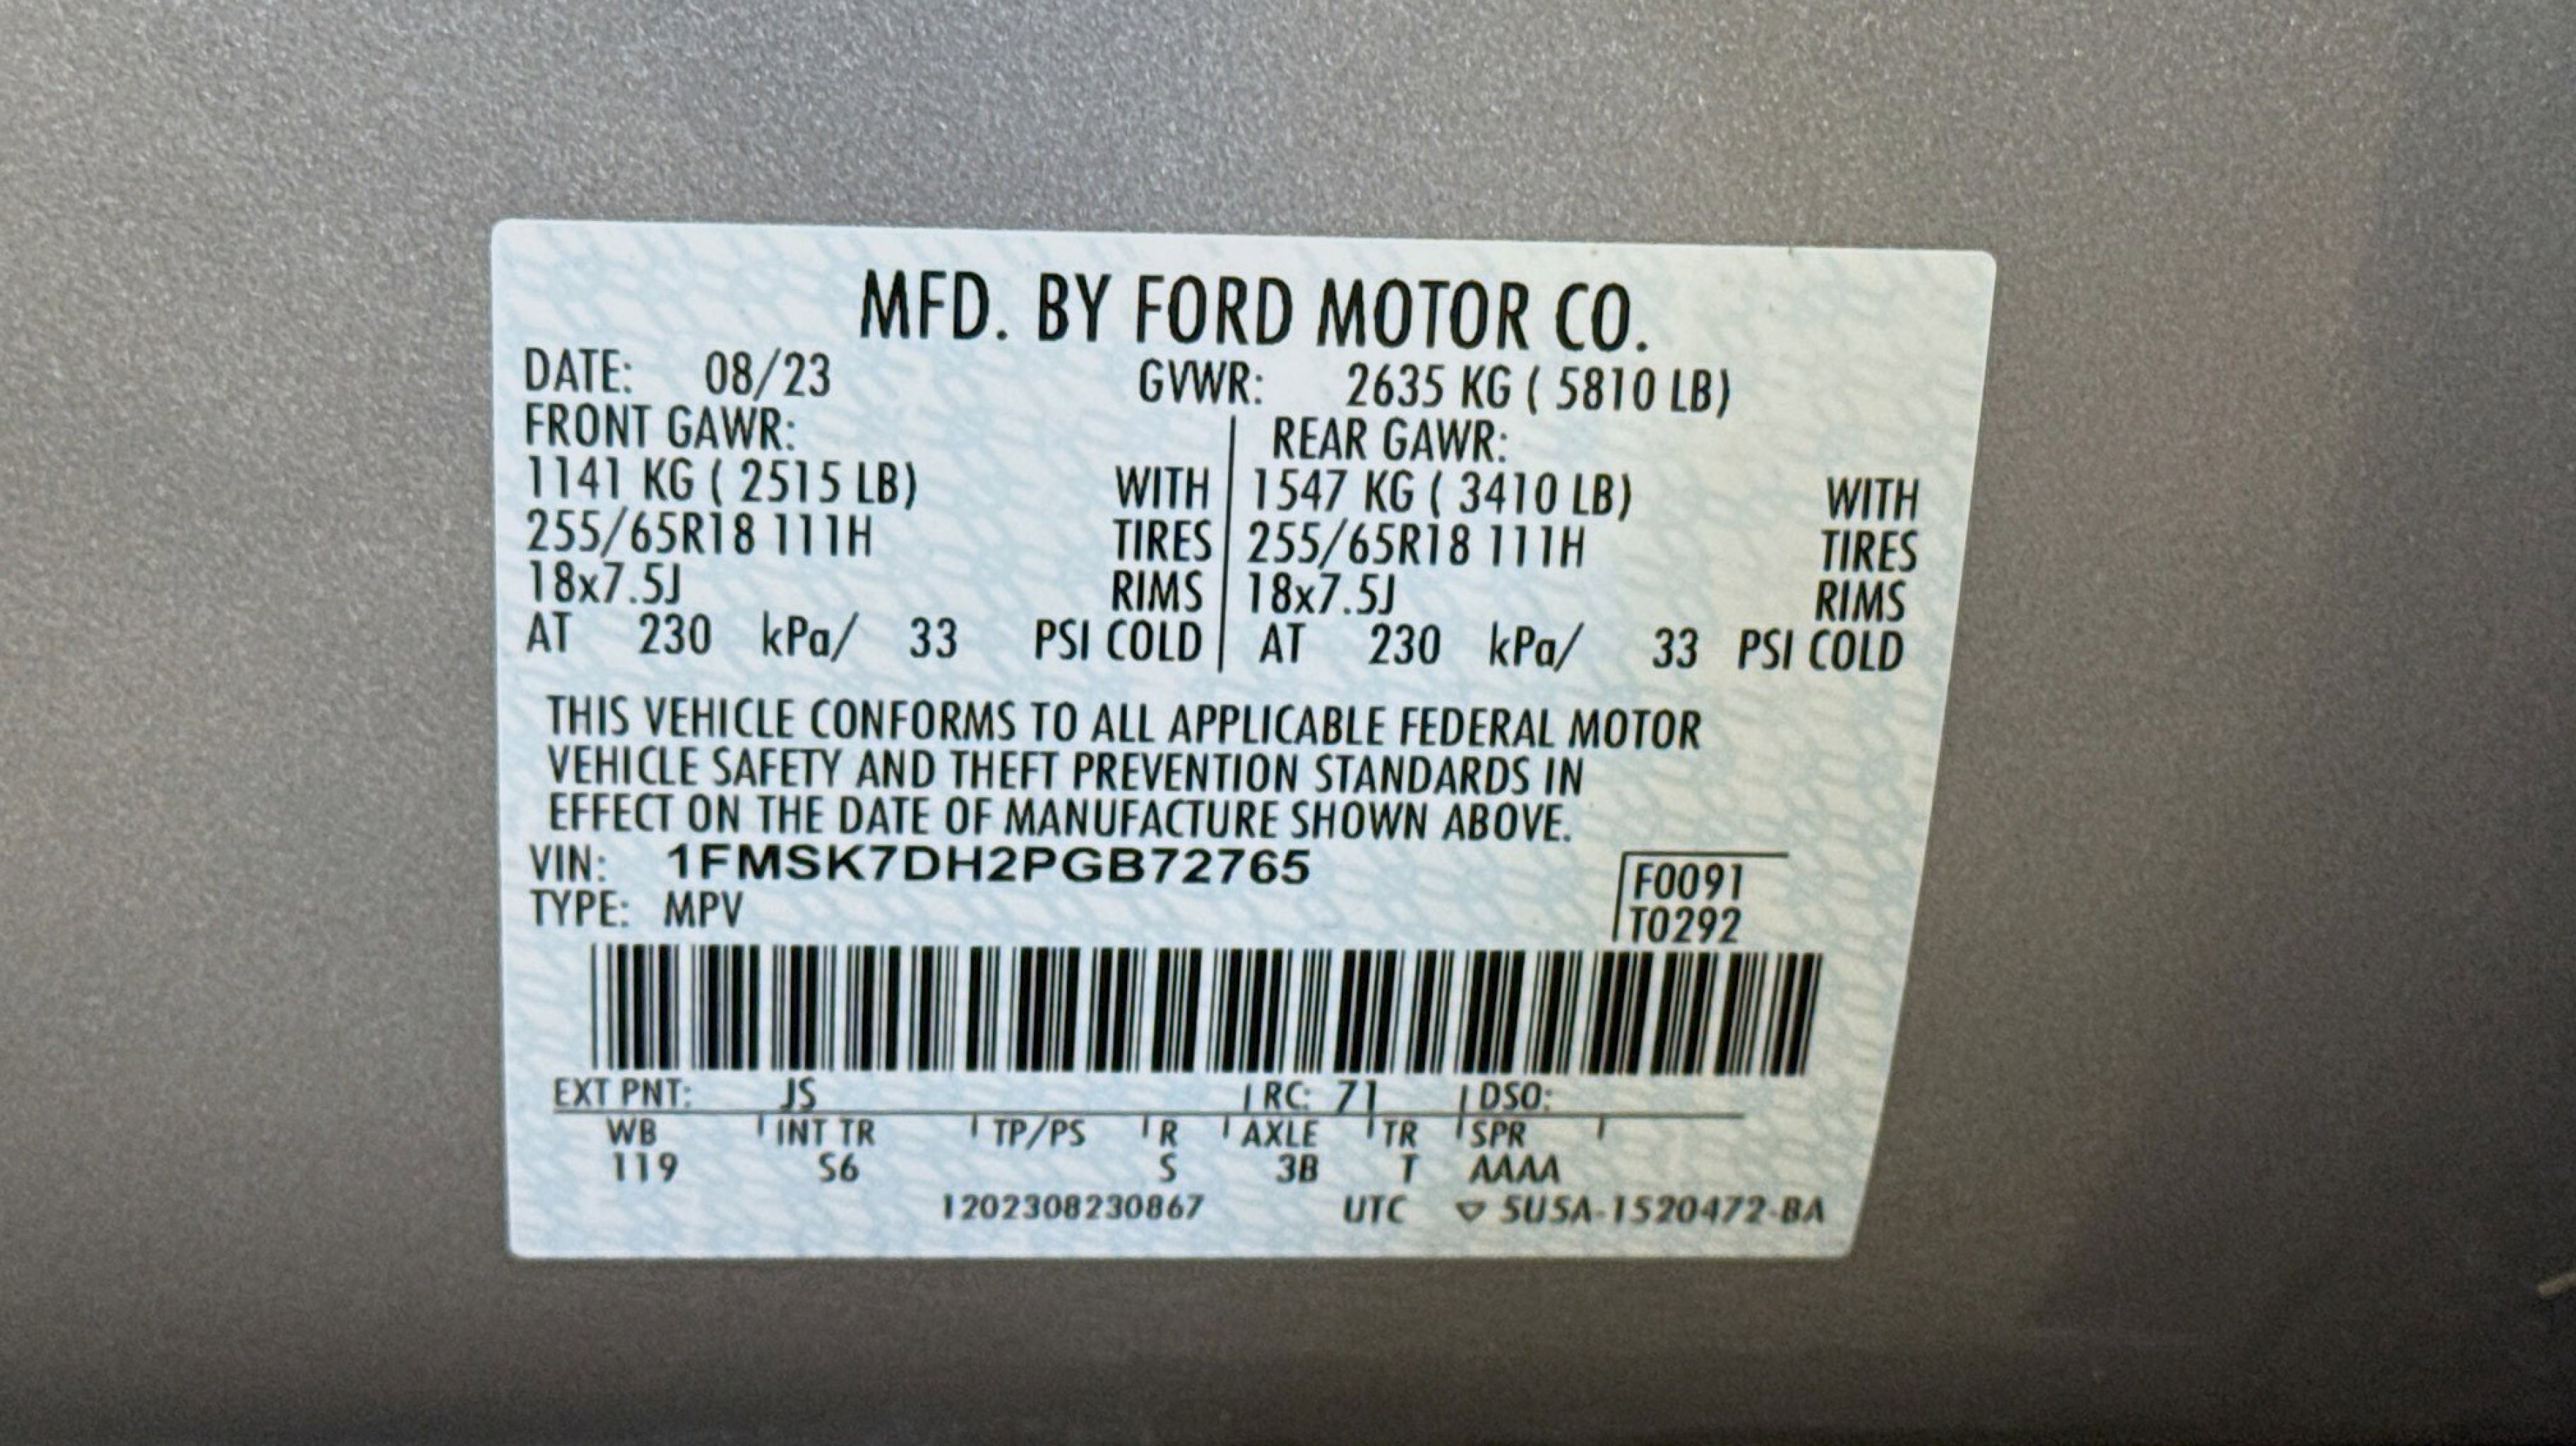 MFD. BY FORD MOTOR CO.
DATE: 08/23 GVWR: 2635 KG ( 5810 LB)
FRONT GAWR: REAR GAWR:
1141 KG ( 2515 LB) WITH 1547 KG ( 3410 LB) WITH
255/65R18 111H TIRES 255/65R18 111H TIRES
18x7.5J RIMS 18x7.5J RIMS
AT 230 kPa/ 33 PSI COLD AT 230 kPa/ 33 PSI COLD
THIS VEHICLE CONFORMS TO ALL APPLICABLE FEDERAL MOTOR
VEHICLE SAFETY AND THEFT PREVENTION STANDARDS IN
EFFECT ON THE DATE OF MANUFACTURE SHOWN ABOVE.
VIN: 1FMSK7DH2PGB72765 F0091
TYPE: MPV T0292
EXT PNT: JS RC: 71 DSO:
WB INT TR TP/PS R AXLE TR SPR
119 S6 S 3B T AAAA
1202308230867 UTC ▽ 5U5A-1520472-BA